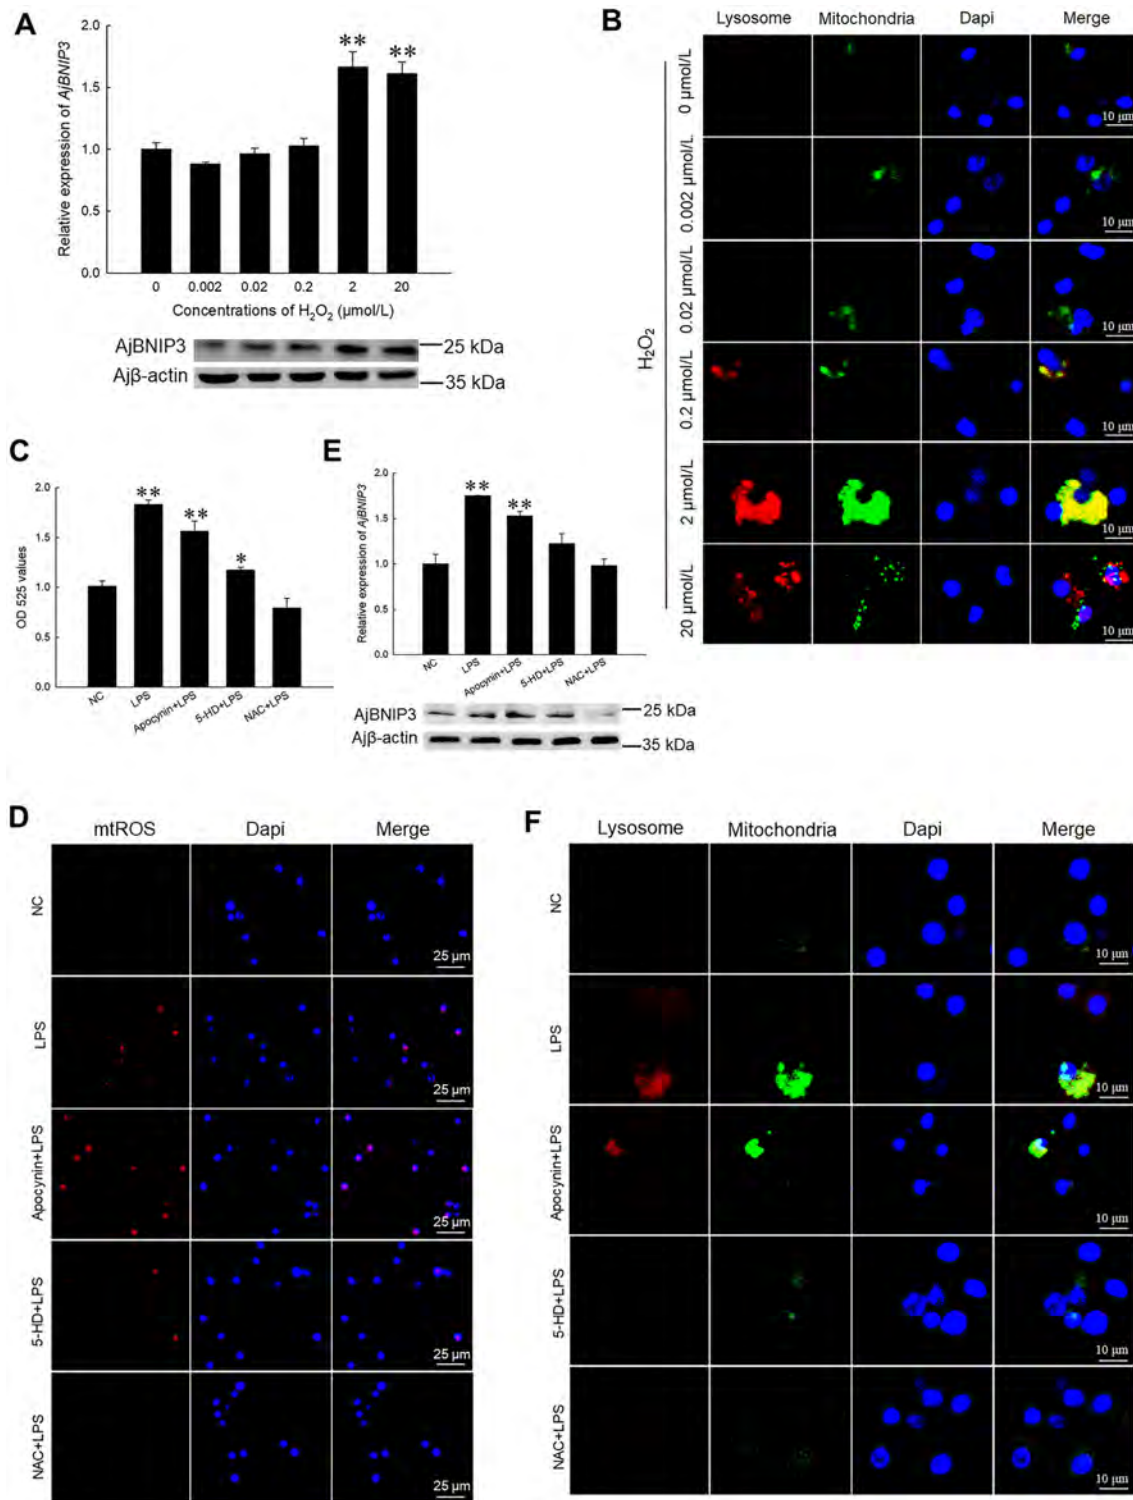 A
Relative expression of AjBNIP3
2.0
1.5
1.0
0.5
0.0
**
**
0 0.002 0.02 0.2 2 20
Concentrations of H₂O₂ (µmol/L)
AjBNIP3
25 kDa
Ajβ-actin
35 kDa
B
Lysosome Mitochondria Dapi Merge
H₂O₂
0 µmol/L
10 µm
0.002 µmol/L
10 µm
0.02 µmol/L
10 µm
0.2 µmol/L
10 µm
2 µmol/L
10 µm
20 µmol/L
10 µm
C
OD 525 values
2.0
1.5
1.0
0.5
0.0
**
**
*
NC LPS Apocynin+LPS 5-HD+LPS NAC+LPS
E
Relative expression of AjBNIP3
2.0
1.5
1.0
0.5
0.0
**
**
NC LPS Apocynin+LPS 5-HD+LPS NAC+LPS
AjBNIP3
25 kDa
Ajβ-actin
35 kDa
D
mtROS Dapi Merge
NC
25 µm
LPS
25 µm
Apocynin+LPS
25 µm
5-HD+LPS
25 µm
NAC+LPS
25 µm
F
Lysosome Mitochondria Dapi Merge
NC
10 µm
LPS
10 µm
Apocynin+LPS
10 µm
5-HD+LPS
10 µm
NAC+LPS
10 µm